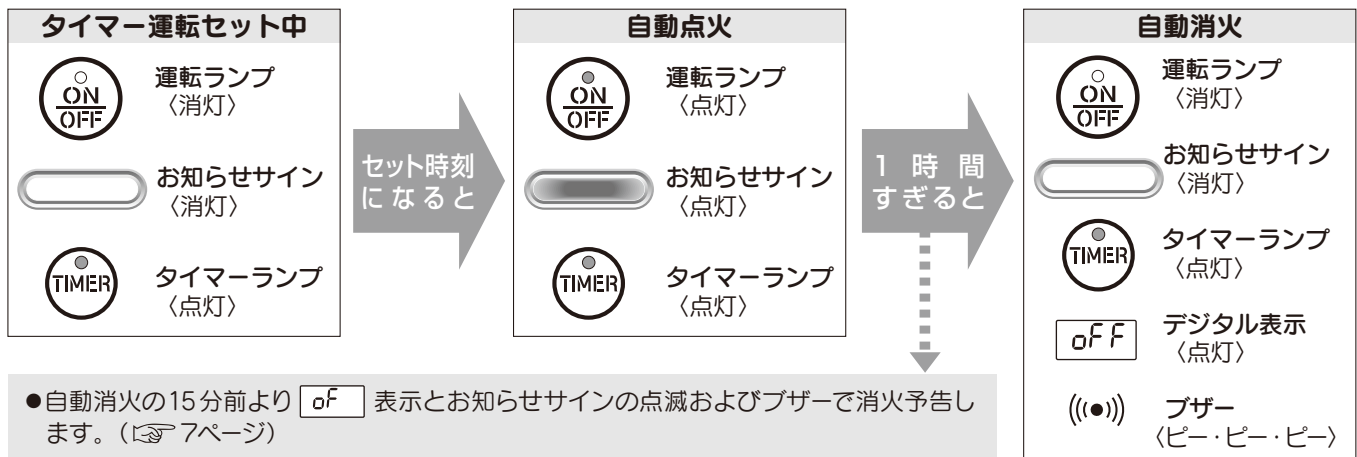 タイマー運転セット中
ON
OFF
運転ランプ
〈消灯〉
お知らせサイン
〈消灯〉
TIMER
タイマーランプ
〈点灯〉
セット時刻
になると
自動点火
ON
OFF
運転ランプ
〈点灯〉
お知らせサイン
〈点灯〉
TIMER
タイマーランプ
〈点灯〉
1時間
すぎると
自動消火
ON
OFF
運転ランプ
〈消灯〉
お知らせサイン
〈消灯〉
TIMER
タイマーランプ
〈点灯〉
oFF
デジタル表示
〈点灯〉
ブザー
〈ピー・ピー・ピー〉
●自動消火の15分前より oF 表示とお知らせサインの点滅およびブザーで消火予告し
ます。（☞7ページ）